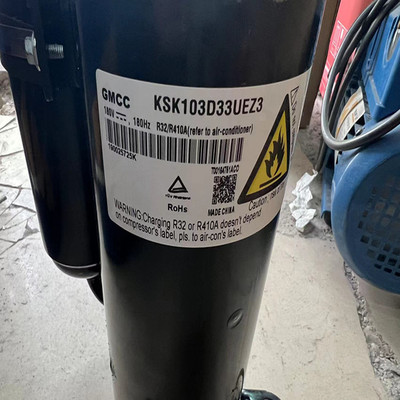 GMCC KSK103D33UEZ3
180V ⎓, 180Hz R32/R410A(refer to air-conditioner)
RoHs
MADE CHINA
Caution,
WARNING:Charging R32 or R410A doesn't depend
on compressor's label, pls. to air-con's label.